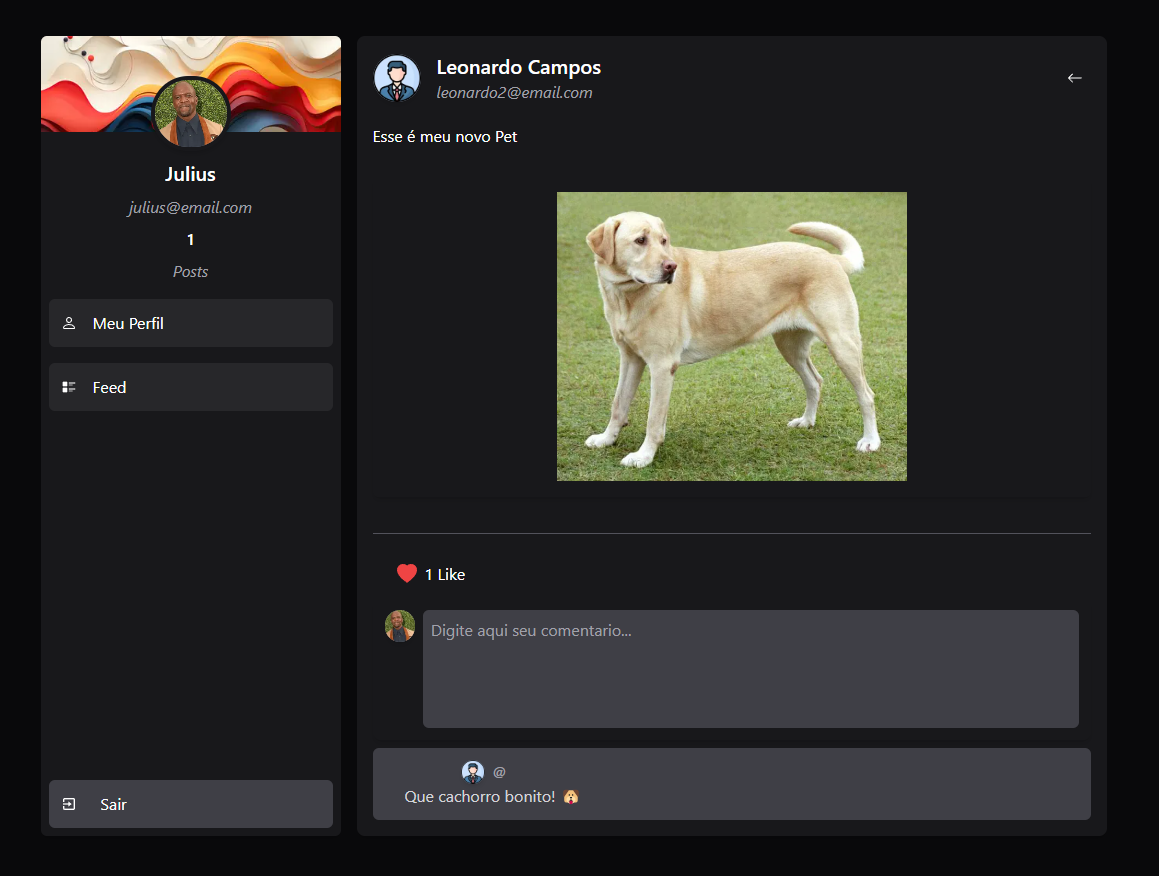 Julius
julius@email.com
1
Posts
Meu Perfil
Feed
Sair
Leonardo Campos
leonardo2@email.com
Esse é meu novo Pet
1 Like
Digite aqui seu comentario...
@
Que cachorro bonito! 🙈